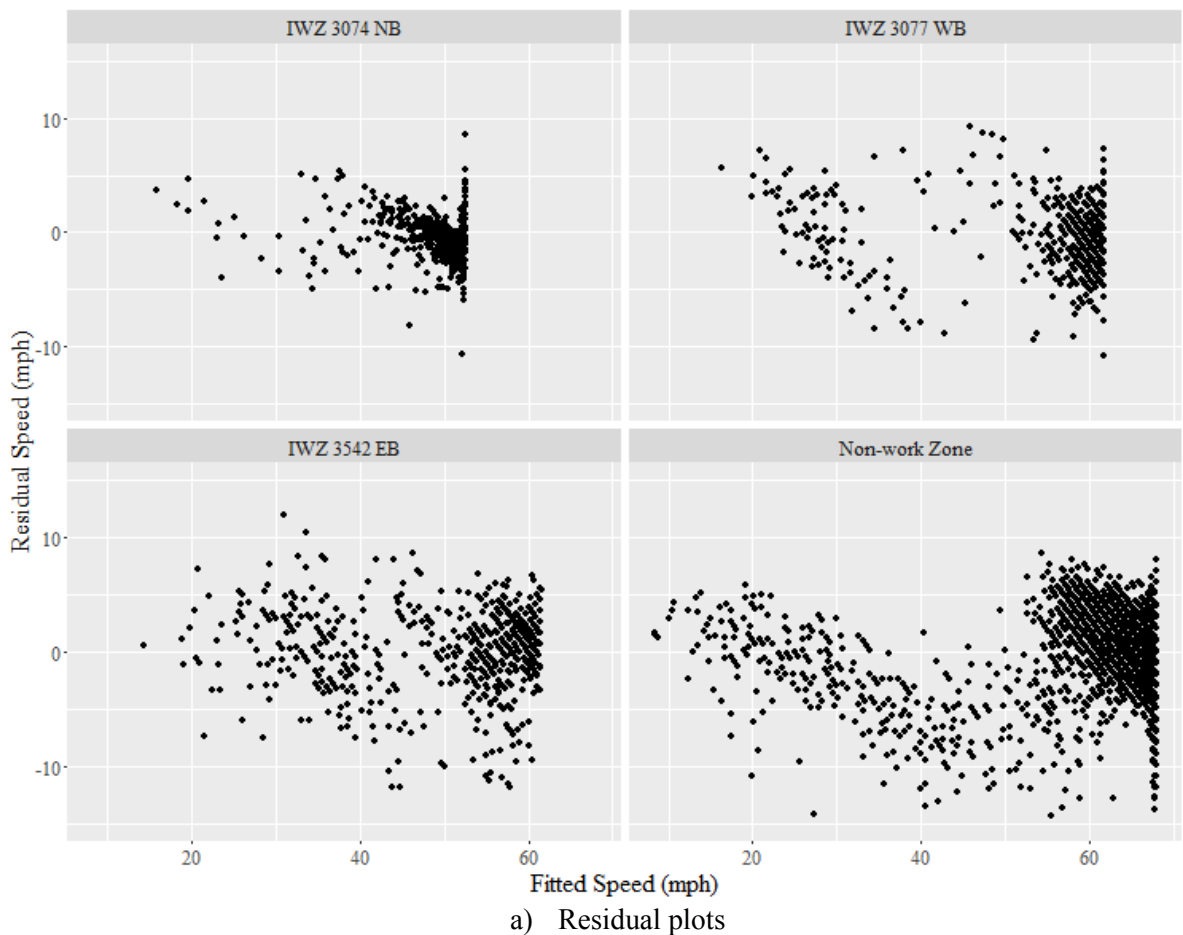 IWZ 3074 NB
IWZ 3077 WB
10
0
-10
IWZ 3542 EB
Non-work Zone
10
0
-10
Residual Speed (mph)
20 40 60
20 40 60
Fitted Speed (mph)
a) Residual plots